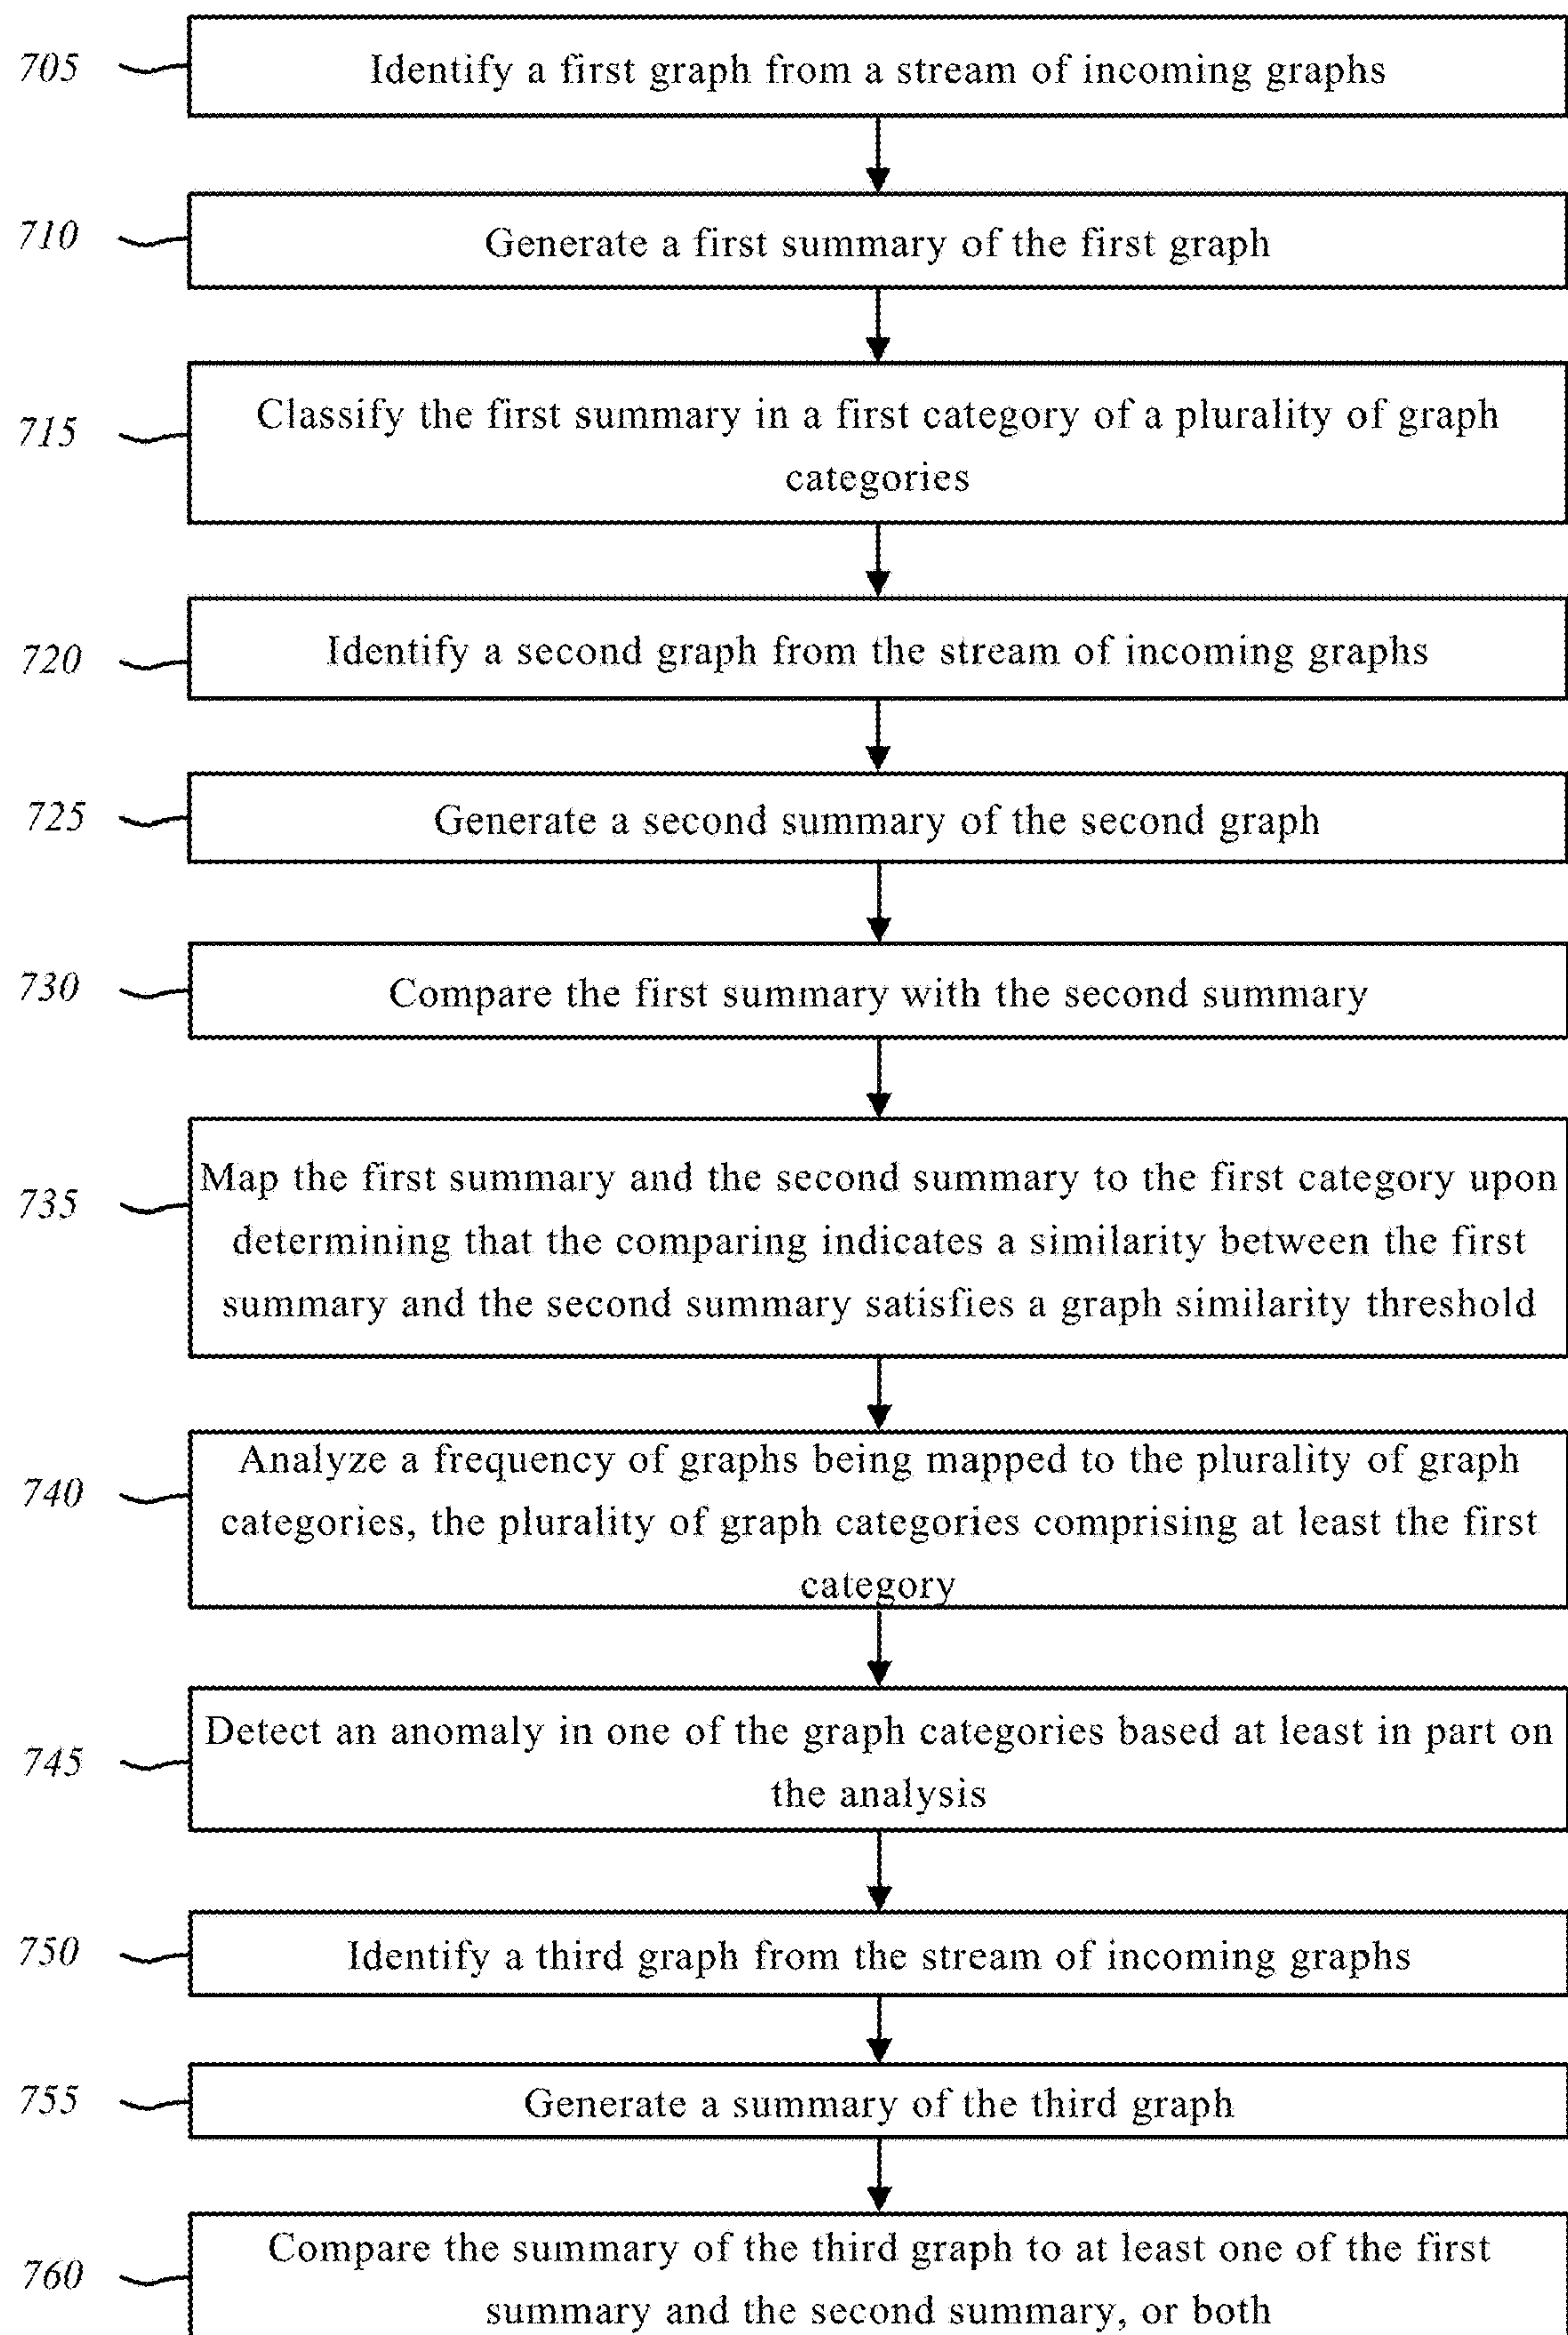 705 Identify a first graph from a stream of incoming graphs
710 Generate a first summary of the first graph
715 Classify the first summary in a first category of a plurality of graph
categories
720 Identify a second graph from the stream of incoming graphs
725 Generate a second summary of the second graph
730 Compare the first summary with the second summary
735 Map the first summary and the second summary to the first category upon
determining that the comparing indicates a similarity between the first
summary and the second summary satisfies a graph similarity threshold
740 Analyze a frequency of graphs being mapped to the plurality of graph
categories, the plurality of graph categories comprising at least the first
category
745 Detect an anomaly in one of the graph categories based at least in part on
the analysis
750 Identify a third graph from the stream of incoming graphs
755 Generate a summary of the third graph
760 Compare the summary of the third graph to at least one of the first
summary and the second summary, or both